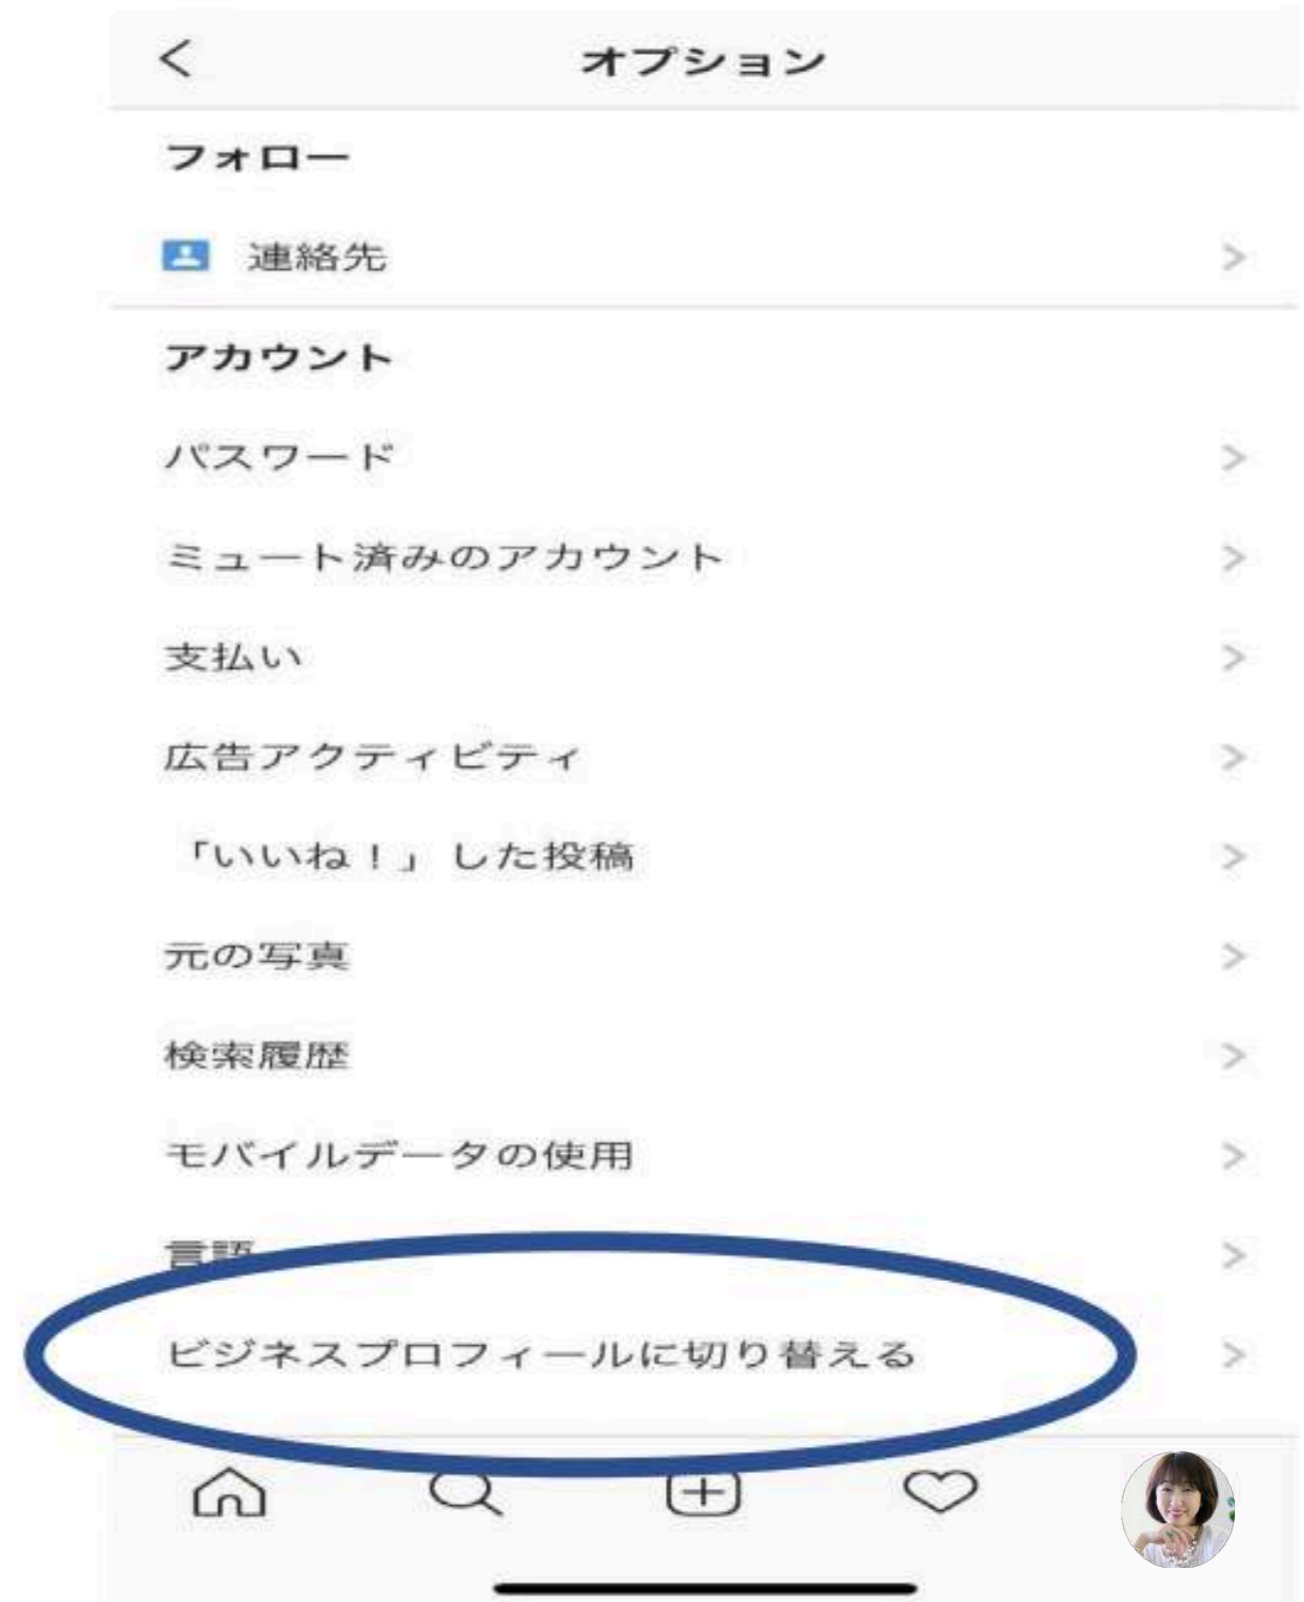 オプション
フォロー
連絡先
アカウント
パスワード
ミュート済みのアカウント
支払い
広告アクティビティ
「いいね！」した投稿
元の写真
検索履歴
モバイルデータの使用
言語
ビジネスプロフィールに切り替える